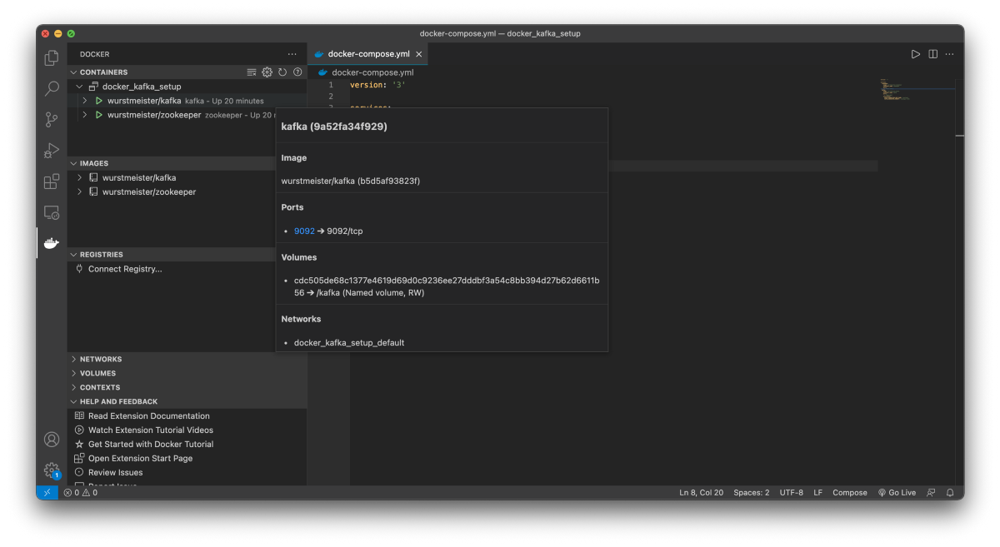 docker-compose.yml — docker_kafka_setup
DOCKER
docker-compose.yml
CONTAINERS
docker-compose.yml
docker_kafka_setup
1 version: '3'
wurstmeister/kafka kafka - Up 20 minutes
2
wurstmeister/zookeeper zookeeper - Up 20
3 services:
kafka (9a52fa34f929)
Image
wurstmeister/kafka (b5d5af93823f)
Ports
• 9092 ➔ 9092/tcp
Volumes
• cdc505de68c1377e4619d69d0c9236ee27dddbf3a54c8bb394d27b62d6611b
56 ➔ /kafka (Named volume, RW)
Networks
• docker_kafka_setup_default
IMAGES
wurstmeister/kafka
wurstmeister/zookeeper
REGISTRIES
Connect Registry...
NETWORKS
VOLUMES
CONTEXTS
HELP AND FEEDBACK
Read Extension Documentation
Watch Extension Tutorial Videos
Get Started with Docker Tutorial
Open Extension Start Page
Review Issues
Report Issue
1
0 0
Ln 8, Col 20 Spaces: 2 UTF-8 LF Compose Go Live